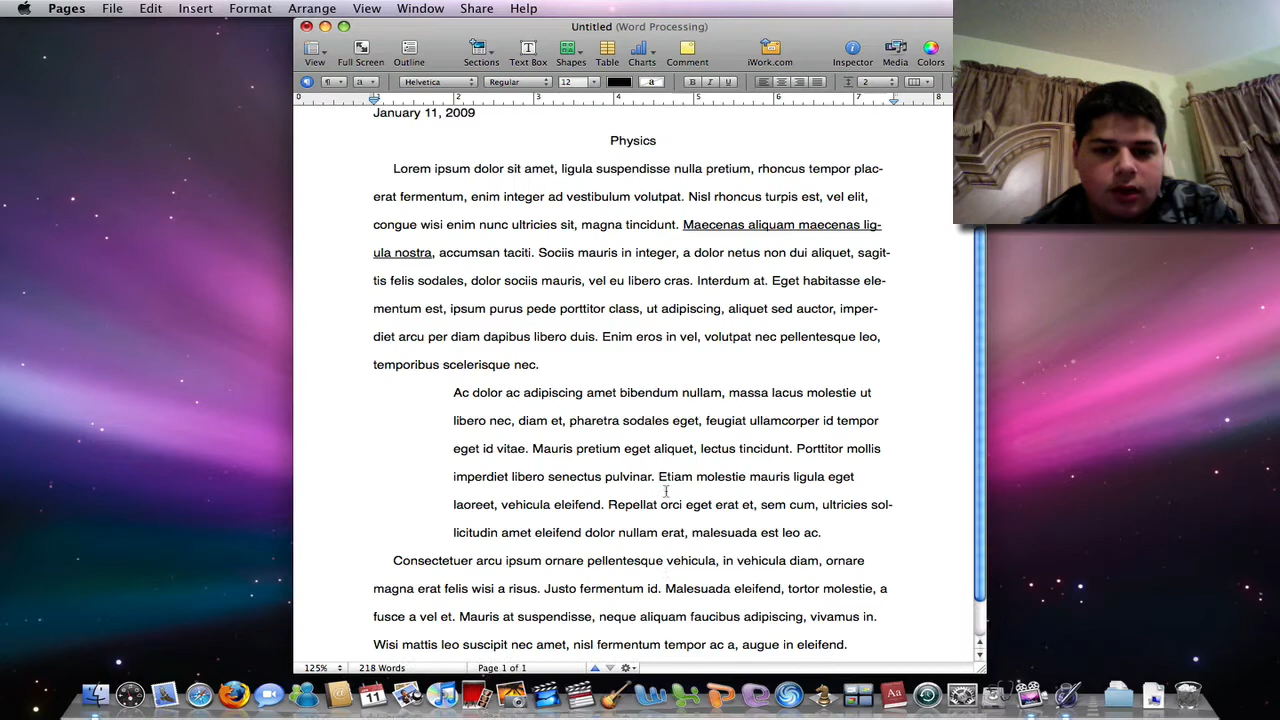 Pages File Edit Insert Format Arrange View Window Share Help
Untitled (Word Processing)
View Full Screen Outline Sections Text Box Shapes Table Charts Comment iWork.com Inspector Media Colors
¶ a Helvetica Regular 12 a B I U 2
0 2 3 4 5 6 7 8
January 11, 2009
Physics
Lorem ipsum dolor sit amet, ligula suspendisse nulla pretium, rhoncus tempor plac-
erat fermentum, enim integer ad vestibulum volutpat. Nisl rhoncus turpis est, vel elit,
congue wisi enim nunc ultricies sit, magna tincidunt. Maecenas aliquam maecenas lig-
ula nostra, accumsan taciti. Sociis mauris in integer, a dolor netus non dui aliquet, sagit-
tis felis sodales, dolor sociis mauris, vel eu libero cras. Interdum at. Eget habitasse ele-
mentum est, ipsum purus pede porttitor class, ut adipiscing, aliquet sed auctor, imper-
diet arcu per diam dapibus libero duis. Enim eros in vel, volutpat nec pellentesque leo,
temporibus scelerisque nec.
Ac dolor ac adipiscing amet bibendum nullam, massa lacus molestie ut
libero nec, diam et, pharetra sodales eget, feugiat ullamcorper id tempor
eget id vitae. Mauris pretium eget aliquet, lectus tincidunt. Porttitor mollis
imperdiet libero senectus pulvinar. Etiam molestie mauris ligula eget
laoreet, vehicula eleifend. Repellat orci eget erat et, sem cum, ultricies sol-
licitudin amet eleifend dolor nullam erat, malesuada est leo ac.
Consectetuer arcu ipsum ornare pellentesque vehicula, in vehicula diam, ornare
magna erat felis wisi a risus. Justo fermentum id. Malesuada eleifend, tortor molestie, a
fusce a vel et. Mauris at suspendisse, neque aliquam faucibus adipiscing, vivamus in.
Wisi mattis leo suscipit nec amet, nisl fermentum tempor ac a, augue in eleifend.
125% 218 Words Page 1 of 1
11
Aa